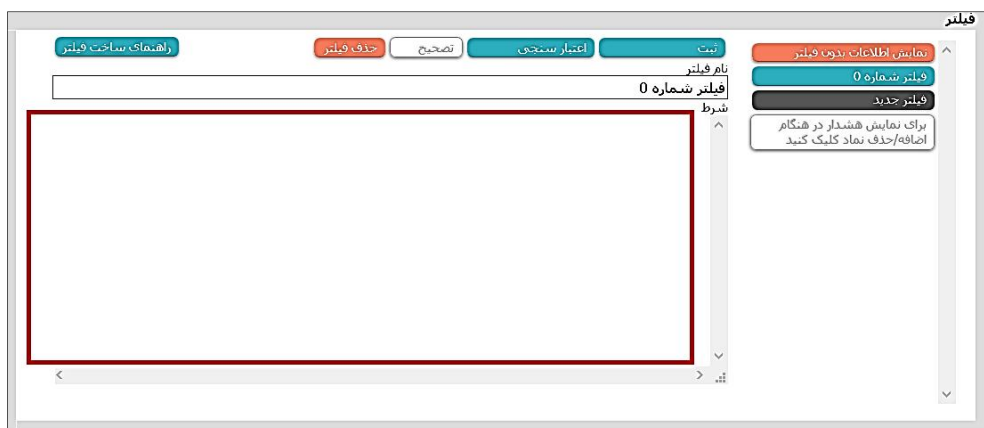 فیلتر
نمایش اطلاعات بدون فیلتر
فیلتر شماره 0
فیلتر جدید
برای نمایش هشدار در هنگام
اضافه/حذف نماد کلیک کنید
ثبت
اعتبار سنجی
تصحیح
حذف فیلتر
راهنمای ساخت فیلتر
نام فیلتر
فیلتر شماره 0
شرط